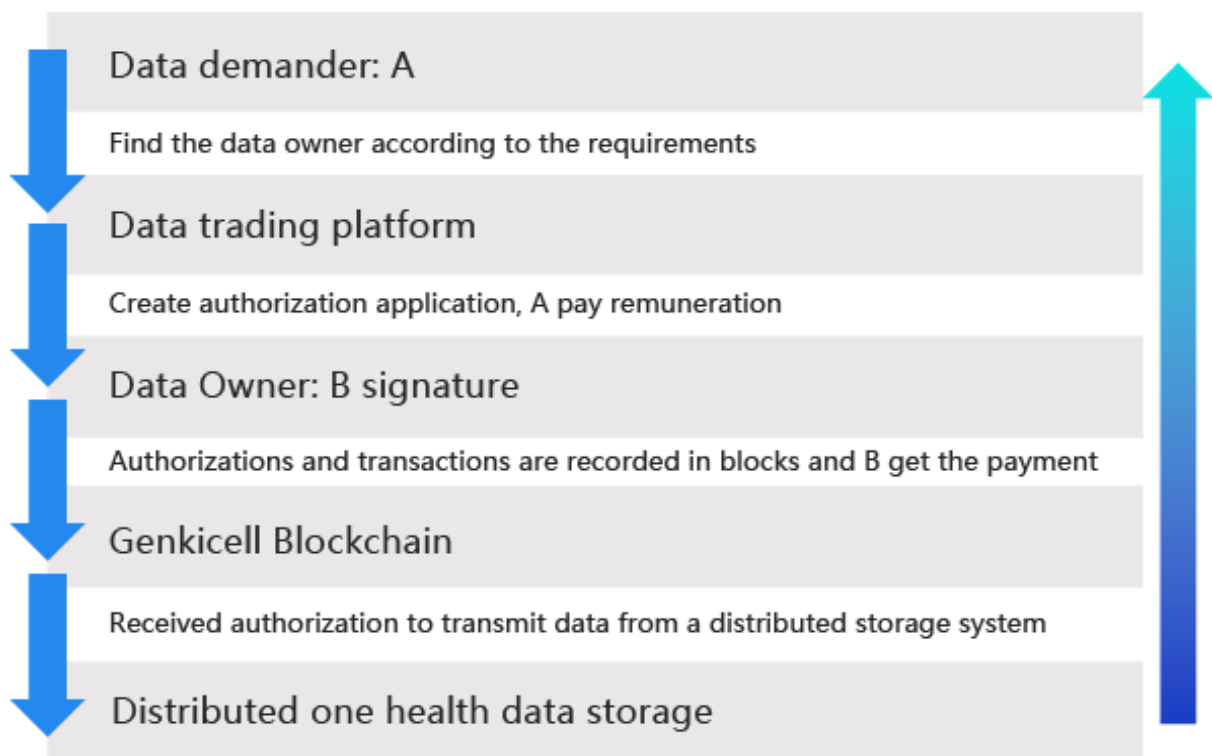 Data demander: A
Find the data owner according to the requirements
Data trading platform
Create authorization application, A pay remuneration
Data Owner: B signature
Authorizations and transactions are recorded in blocks and B get the payment
Genkicell Blockchain
Received authorization to transmit data from a distributed storage system
Distributed one health data storage